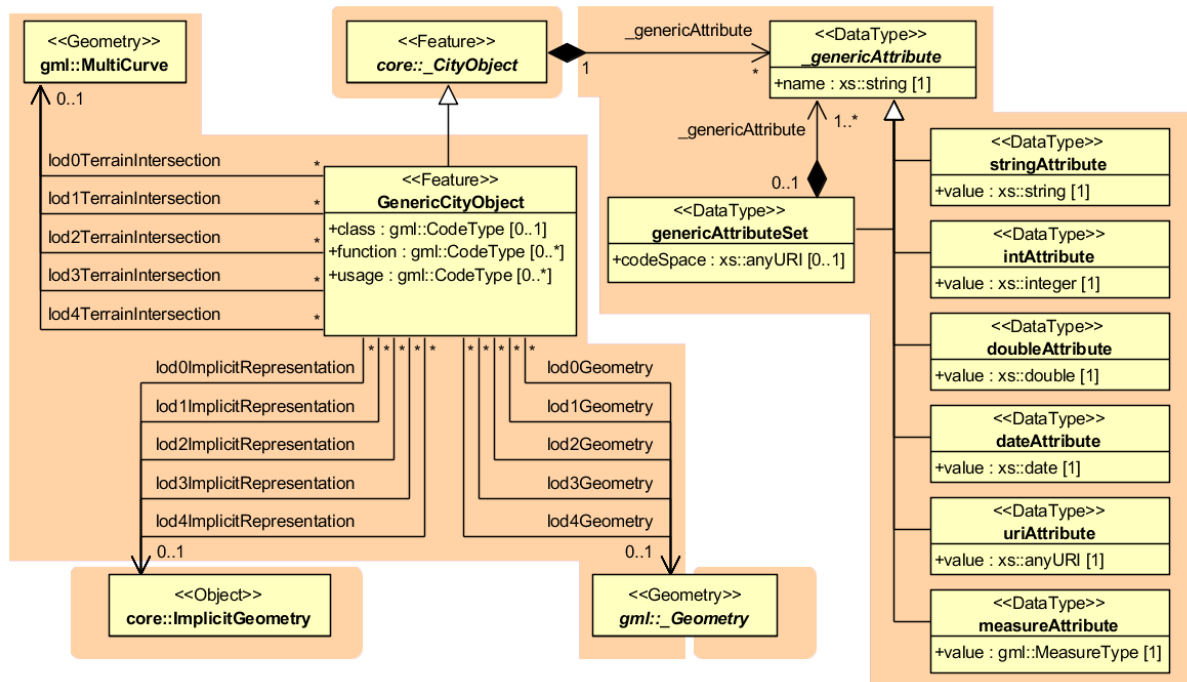 <<Geometry>>
gml::MultiCurve
0..1
<<Feature>>
core::_CityObject
1
_genericAttribute
*
<<DataType>>
_genericAttribute
+name : xs::string [1]
_genericAttribute
1..*
0..1
<<DataType>>
genericAttributeSet
+codeSpace : xs::anyURI [0..1]
<<DataType>>
stringAttribute
+value : xs::string [1]
<<DataType>>
intAttribute
+value : xs::integer [1]
<<DataType>>
doubleAttribute
+value : xs::double [1]
<<DataType>>
dateAttribute
+value : xs::date [1]
<<DataType>>
uriAttribute
+value : xs::anyURI [1]
<<DataType>>
measureAttribute
+value : gml::MeasureType [1]
lod0TerrainIntersection *
lod1TerrainIntersection *
lod2TerrainIntersection *
lod3TerrainIntersection *
lod4TerrainIntersection *
<<Feature>>
GenericCityObject
+class : gml::CodeType [0..1]
+function : gml::CodeType [0..*]
+usage : gml::CodeType [0..*]
* * * * *
* * * * *
lod0ImplicitRepresentation
lod1ImplicitRepresentation
lod2ImplicitRepresentation
lod3ImplicitRepresentation
lod4ImplicitRepresentation
0..1
lod0Geometry
lod1Geometry
lod2Geometry
lod3Geometry
lod4Geometry
0..1
<<Object>>
core::ImplicitGeometry
<<Geometry>>
gml::_Geometry